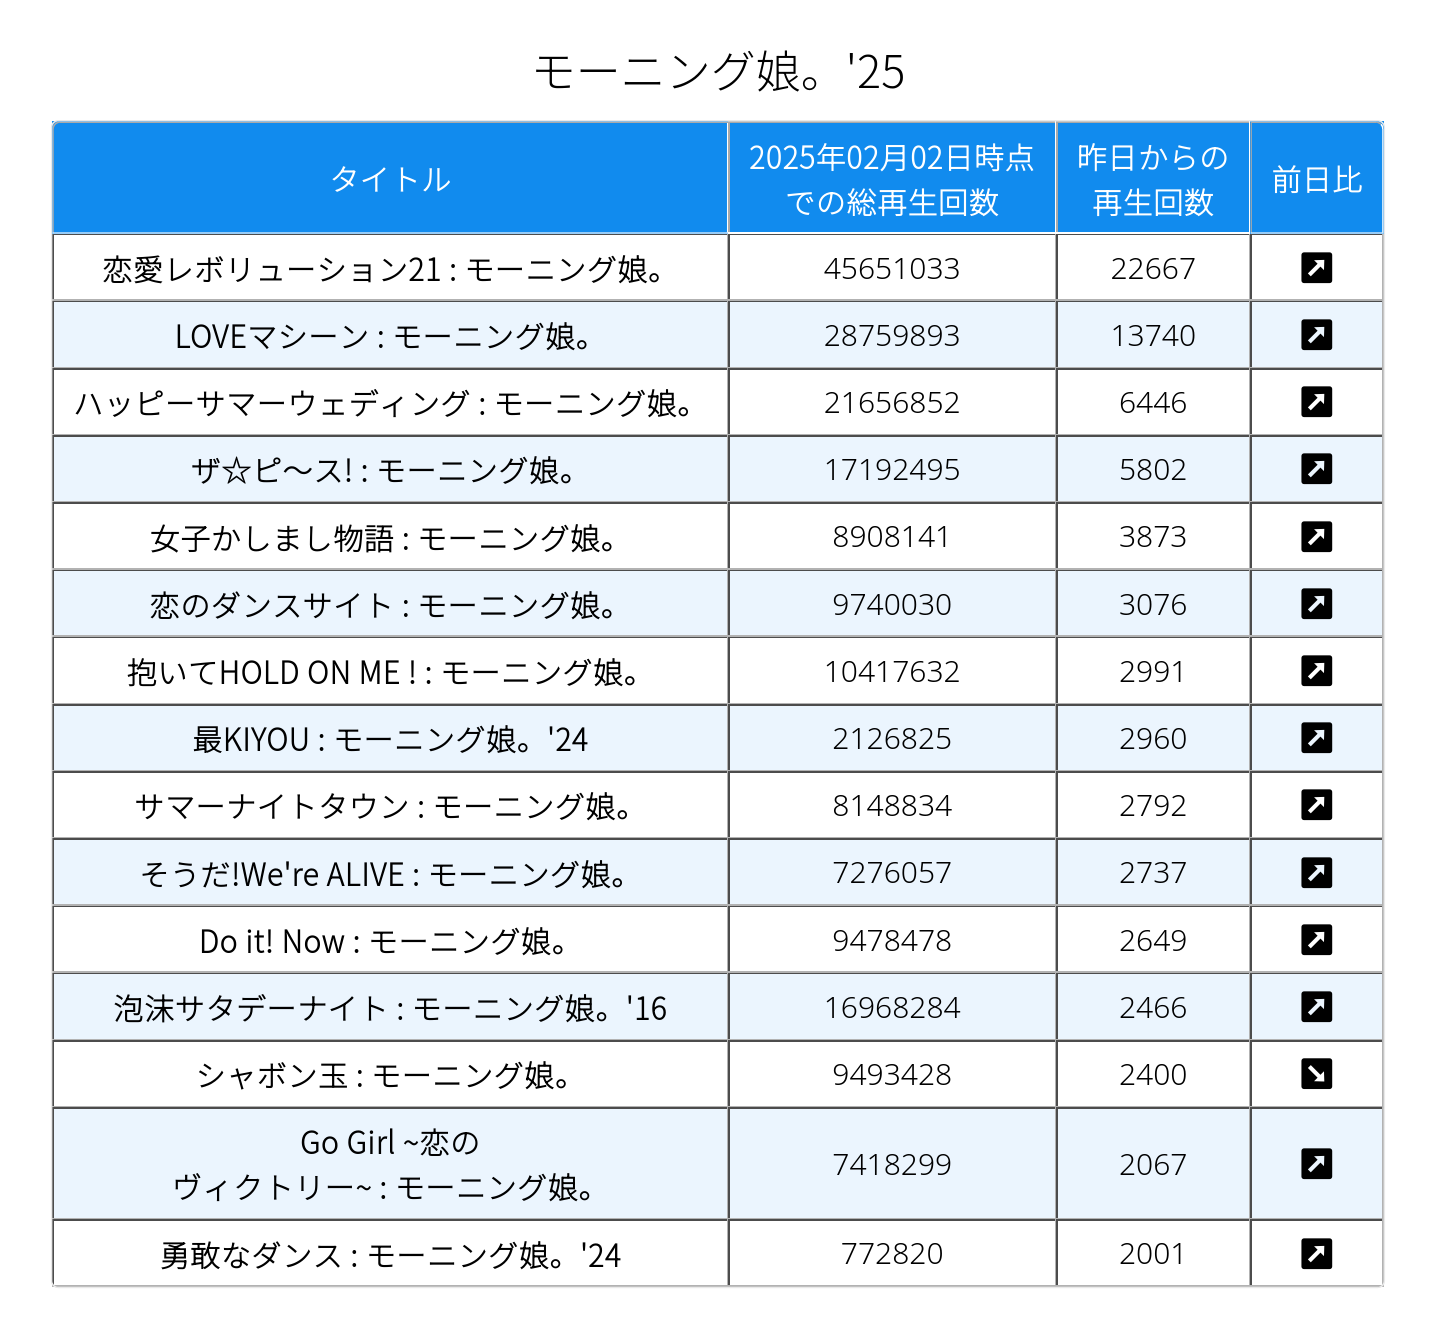 モーニング娘。'25
タイトル
2025年02月02日時点
での総再生回数
昨日からの
再生回数
前日比
恋愛レボリューション21 : モーニング娘。 45651033 22667
LOVEマシーン : モーニング娘。 28759893 13740
ハッピーサマーウェディング : モーニング娘。 21656852 6446
ザ☆ピ〜ス! : モーニング娘。 17192495 5802
女子かしまし物語 : モーニング娘。 8908141 3873
恋のダンスサイト : モーニング娘。 9740030 3076
抱いてHOLD ON ME ! : モーニング娘。 10417632 2991
最KIYOU : モーニング娘。'24 2126825 2960
サマーナイトタウン : モーニング娘。 8148834 2792
そうだ!We're ALIVE : モーニング娘。 7276057 2737
Do it! Now : モーニング娘。 9478478 2649
泡沫サタデーナイト : モーニング娘。'16 16968284 2466
シャボン玉 : モーニング娘。 9493428 2400
Go Girl ~恋の
ヴィクトリー~ : モーニング娘。 7418299 2067
勇敢なダンス : モーニング娘。'24 772820 2001